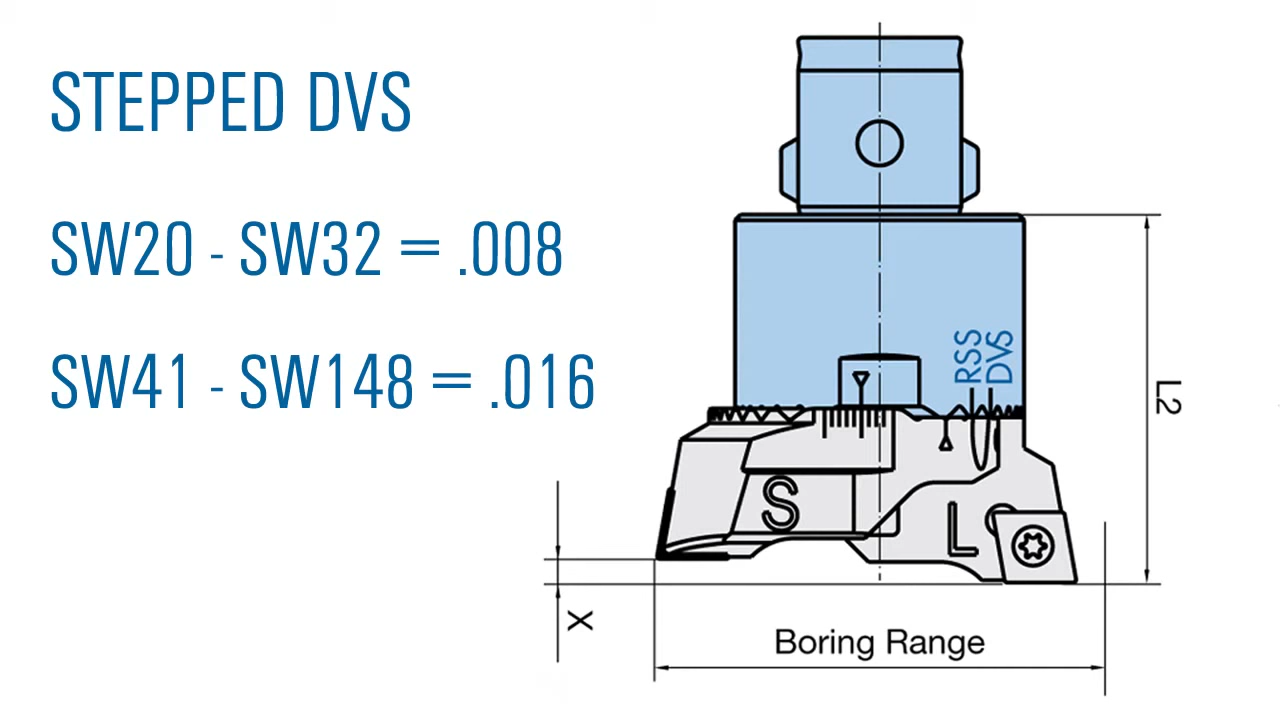 STEPPED DVS
SW20 - SW32 = .008
SW41 - SW148 = .016
RSS
DVS
L2
S
L
X
Boring Range